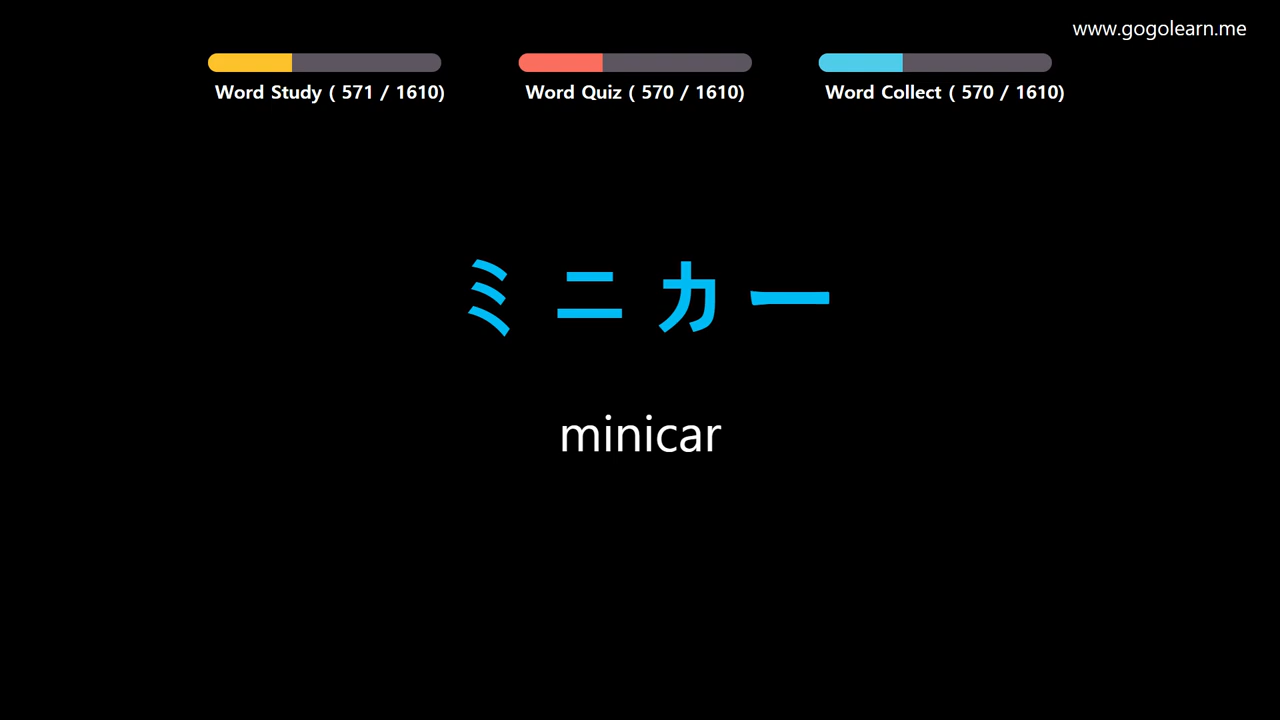 www.gogolearn.me
Word Study ( 571 / 1610)
Word Quiz ( 570 / 1610)
Word Collect ( 570 / 1610)
ミニカー
minicar